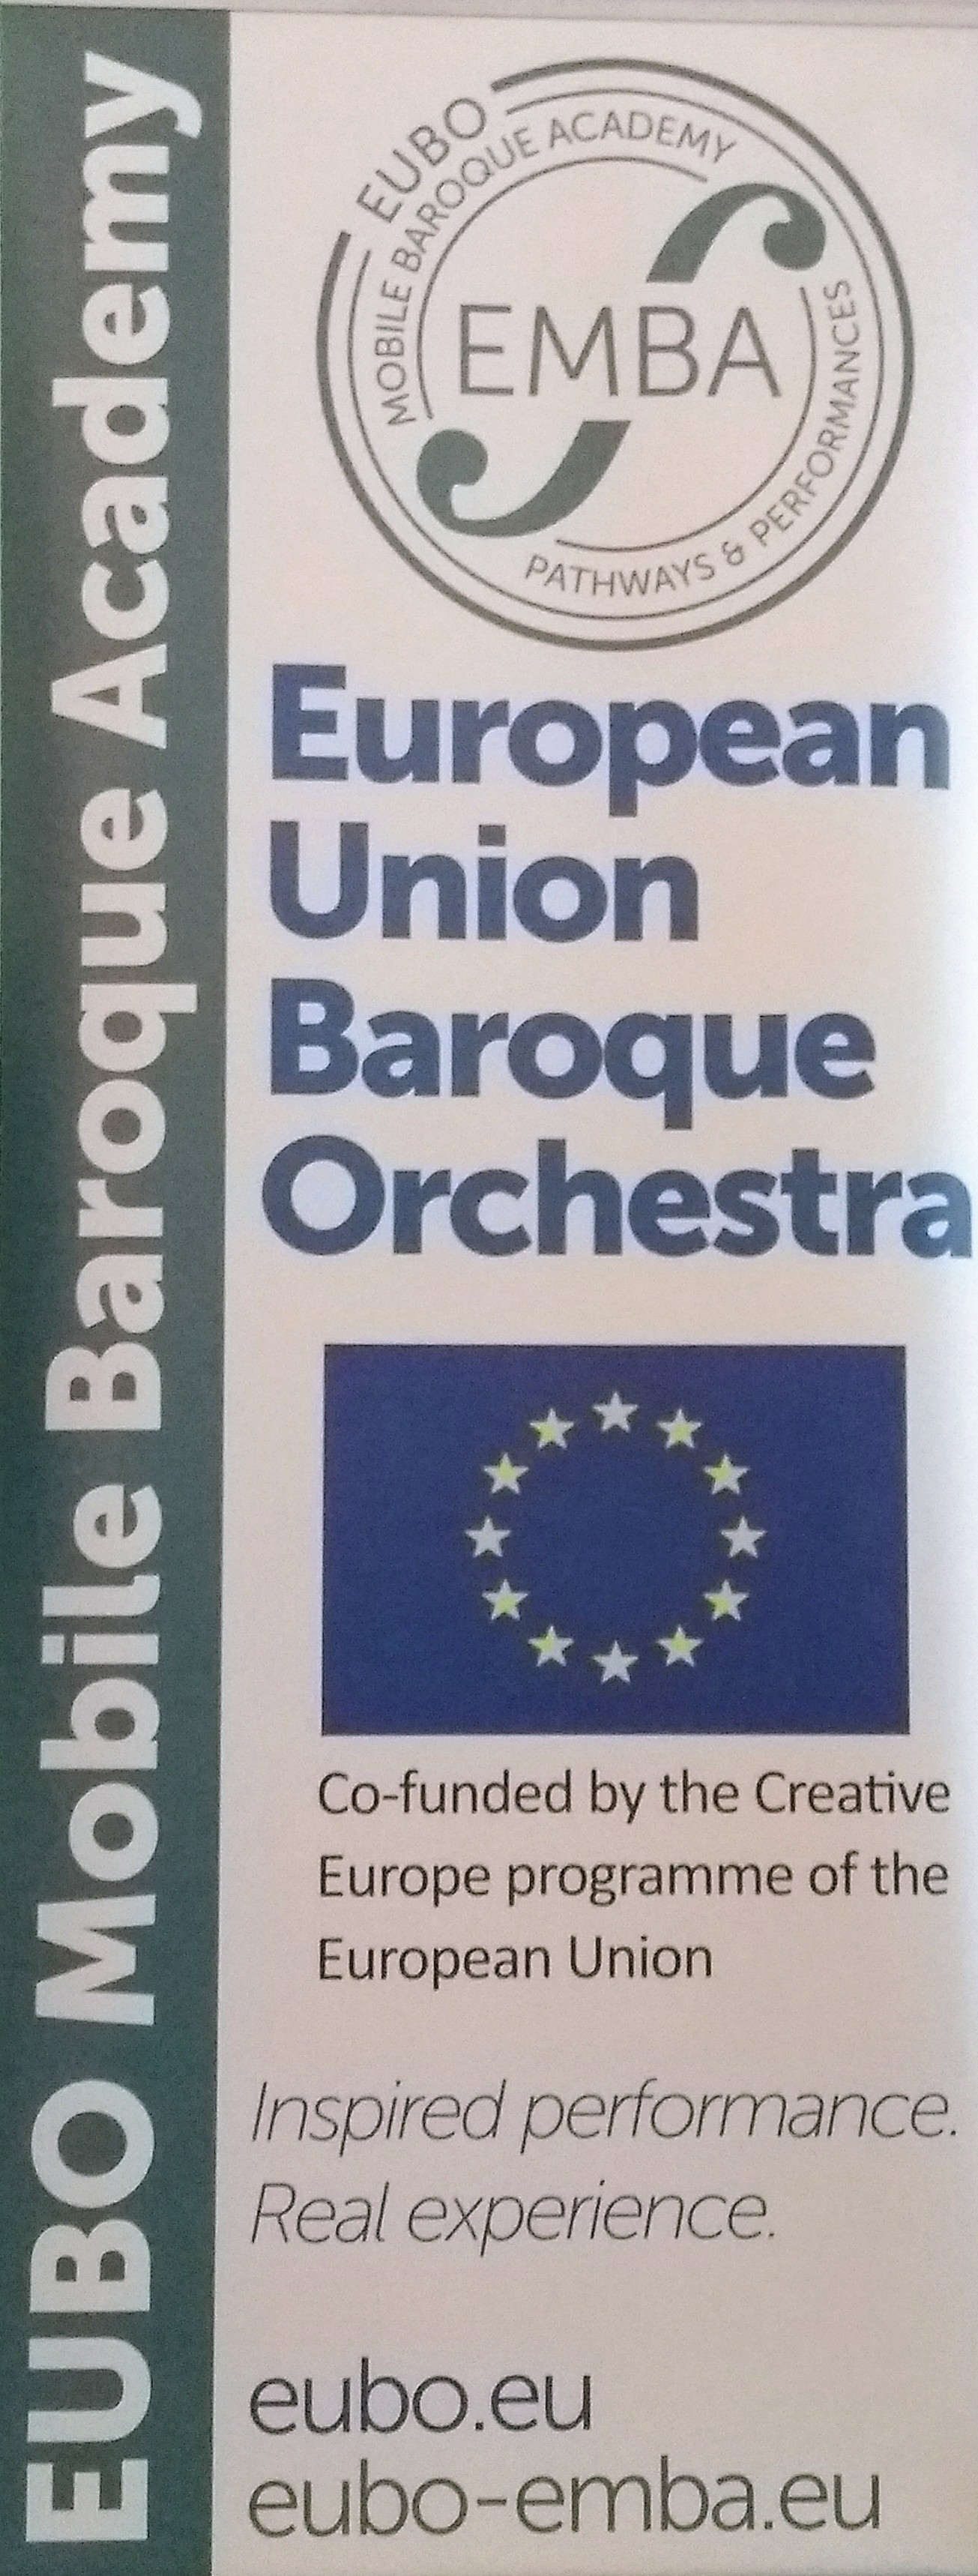 EUBO Mobile Baroque Academy
EUBO
MOBILE BAROQUE ACADEMY
EMBA
PATHWAYS & PERFORMANCES
European
Union
Baroque
Orchestra
Co-funded by the Creative
Europe programme of the
European Union
Inspired performance.
Real experience.
eubo.eu
eubo-emba.eu